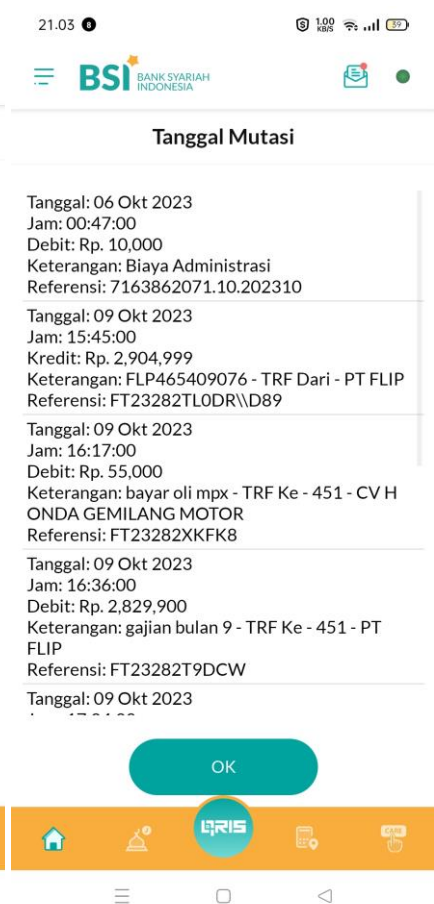 21.03 8
1.00 KB/S 39
BSI BANK SYARIAH INDONESIA
Tanggal Mutasi
Tanggal: 06 Okt 2023
Jam: 00:47:00
Debit: Rp. 10,000
Keterangan: Biaya Administrasi
Referensi: 7163862071.10.202310
Tanggal: 09 Okt 2023
Jam: 15:45:00
Kredit: Rp. 2,904,999
Keterangan: FLP465409076 - TRF Dari - PT FLIP
Referensi: FT23282TL0DR\\D89
Tanggal: 09 Okt 2023
Jam: 16:17:00
Debit: Rp. 55,000
Keterangan: bayar oli mpx - TRF Ke - 451 - CV H
ONDA GEMILANG MOTOR
Referensi: FT23282XKFK8
Tanggal: 09 Okt 2023
Jam: 16:36:00
Debit: Rp. 2,829,900
Keterangan: gajian bulan 9 - TRF Ke - 451 - PT
FLIP
Referensi: FT23282T9DCW
Tanggal: 09 Okt 2023
OK
QRIS
CARE